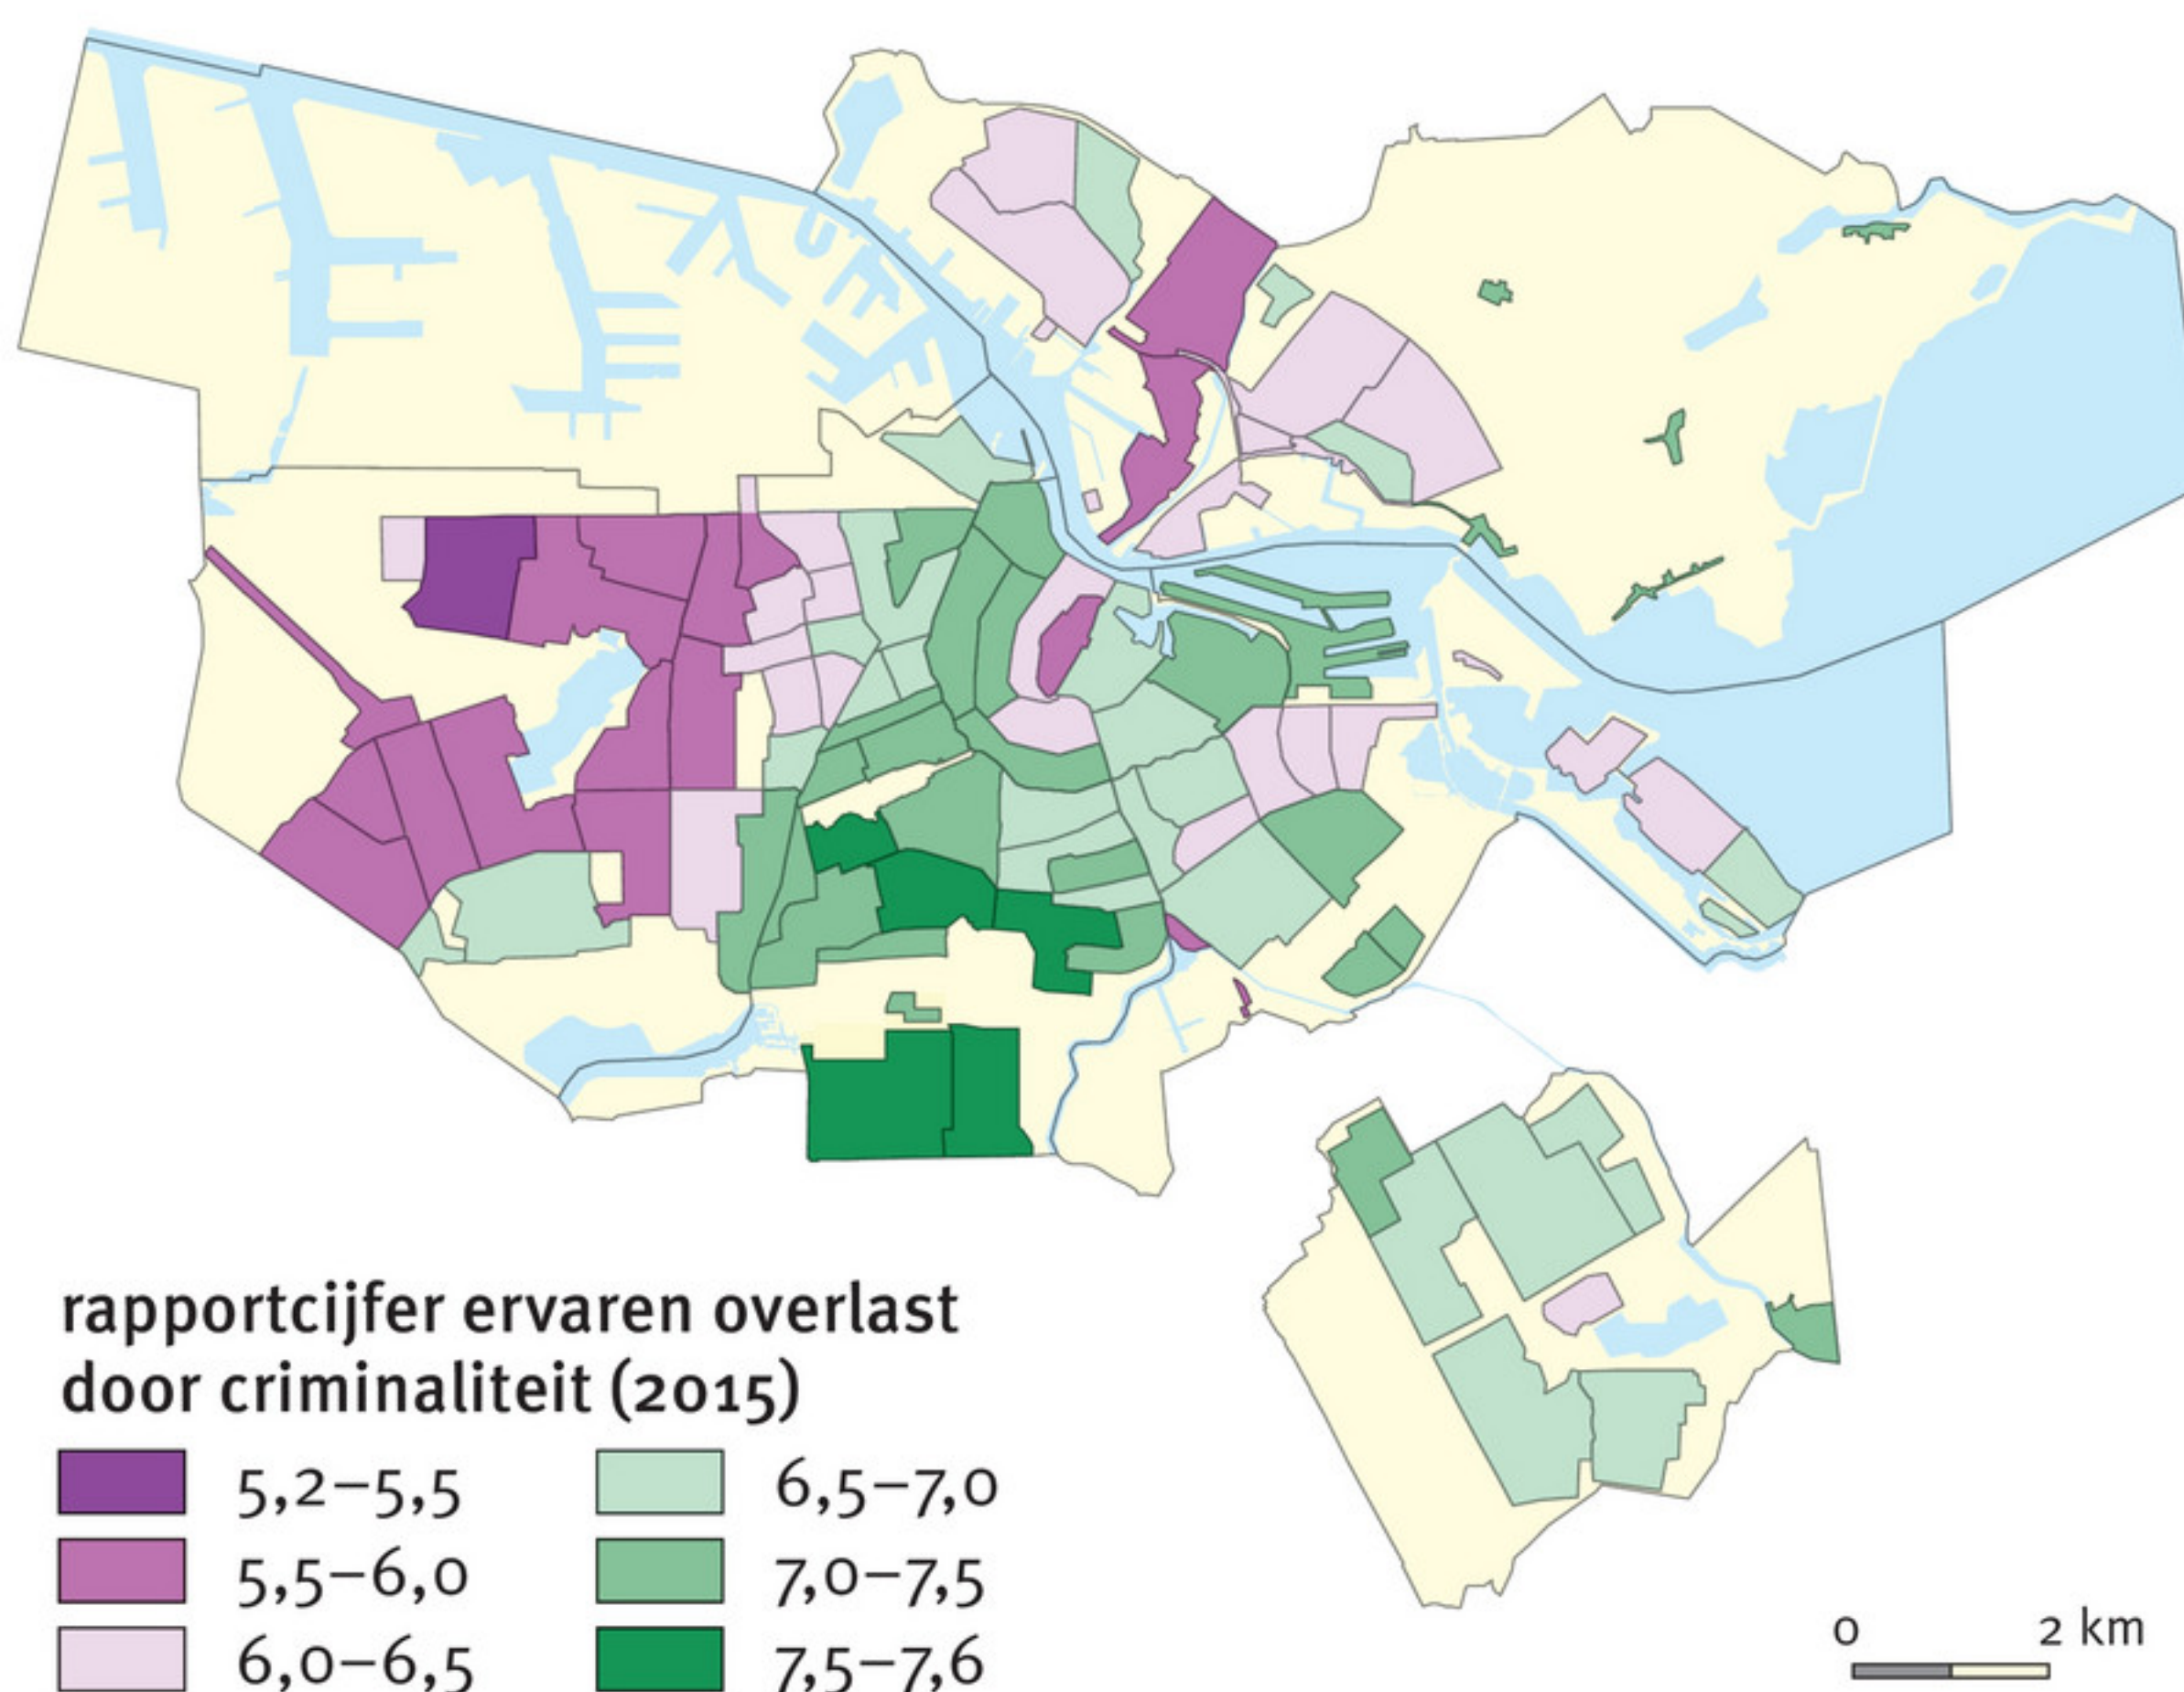 rapportcijfer ervaren overlast
door criminaliteit (2015)
5,2–5,5
6,5–7,0
5,5–6,0
7,0–7,5
6,0–6,5
7,5–7,6
0 2 km